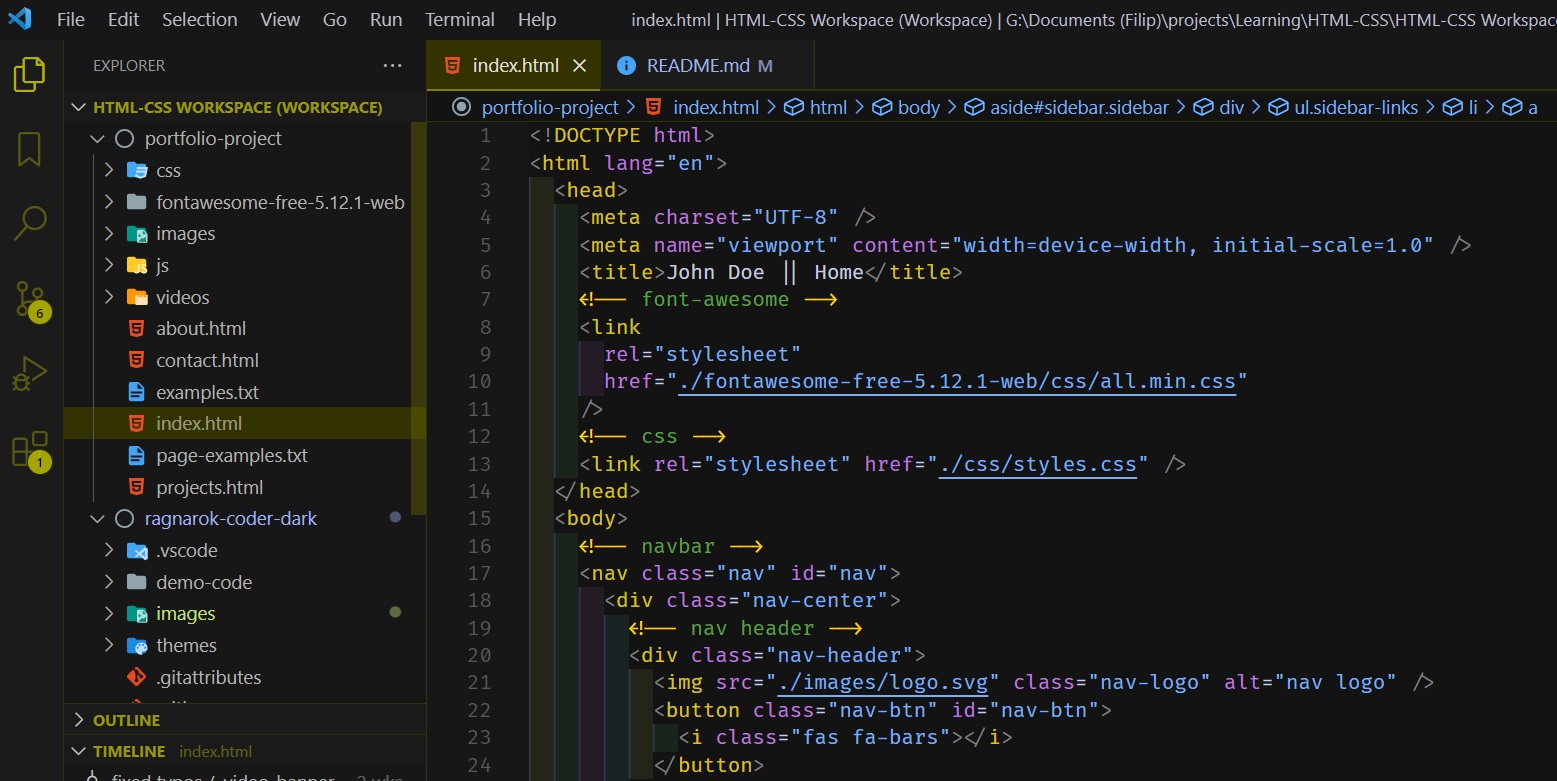 File Edit Selection View Go Run Terminal Help index.html | HTML-CSS Workspace (Workspace) | G:\Documents (Filip)\projects\Learning\HTML-CSS\HTML-CSS Workspace
EXPLORER
HTML-CSS WORKSPACE (WORKSPACE)
portfolio-project
css
fontawesome-free-5.12.1-web
images
js
videos
about.html
contact.html
examples.txt
index.html
page-examples.txt
projects.html
ragnarok-coder-dark
.vscode
demo-code
images
themes
.gitattributes
OUTLINE
TIMELINE index.html
fixed typos / video-banner 2 wks
6
1
index.html README.md M
portfolio-project > index.html > html > body > aside#sidebar.sidebar > div > ul.sidebar-links > li > a
1 <!DOCTYPE html>
2 <html lang="en">
3 <head>
4 <meta charset="UTF-8" />
5 <meta name="viewport" content="width=device-width, initial-scale=1.0" />
6 <title>John Doe || Home</title>
7 <!-- font-awesome -->
8 <link
9 rel="stylesheet"
10 href="./fontawesome-free-5.12.1-web/css/all.min.css"
11 />
12 <!-- css -->
13 <link rel="stylesheet" href="./css/styles.css" />
14 </head>
15 <body>
16 <!-- navbar -->
17 <nav class="nav" id="nav">
18 <div class="nav-center">
19 <!-- nav header -->
20 <div class="nav-header">
21 <img src="./images/logo.svg" class="nav-logo" alt="nav logo" />
22 <button class="nav-btn" id="nav-btn">
23 <i class="fas fa-bars"></i>
24 </button>